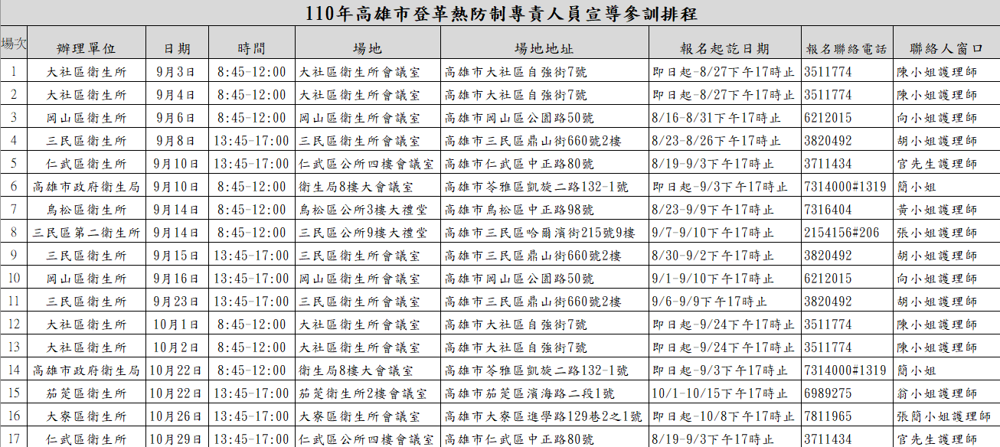 110年高雄市登革熱防制專責人員宣導參訓排程
場次 辦理單位 日期 時間 場地 場地地址 報名起訖日期 報名聯絡電話 聯絡人窗口
1 大社區衛生所 9月3日 8:45-12:00 大社區衛生所會議室 高雄市大社區自強街7號 即日起-8/27下午17時止 3511774 陳小姐護理師
2 大社區衛生所 9月4日 8:45-12:00 大社區衛生所會議室 高雄市大社區自強街7號 即日起-8/27下午17時止 3511774 陳小姐護理師
3 岡山區衛生所 9月6日 8:45-12:00 岡山區衛生所會議室 高雄市岡山區公園路50號 8/16-8/31下午17時止 6212015 向小姐護理師
4 三民區衛生所 9月8日 13:45-17:00 三民區衛生所會議室 高雄市三民區鼎山街660號2樓 8/23-8/26下午17時止 3820492 胡小姐護理師
5 仁武區衛生所 9月10日 13:45-17:00 仁武區公所四樓會議室 高雄市仁武區中正路80號 8/19-9/3下午17時止 3711434 官先生護理師
6 高雄市政府衛生局 9月10日 8:45-12:00 衛生局8樓大會議室 高雄市苓雅區凱旋二路132-1號 即日起-9/3下午17時止 7314000#1319 簡小姐
7 鳥松區衛生所 9月14日 8:45-12:00 鳥松區公所3樓大禮堂 高雄市鳥松區中正路98號 8/23-9/9下午17時止 7316404 黃小姐護理師
8 三民區第二衛生所 9月14日 8:45-12:00 三民區公所9樓大禮堂 高雄市三民區哈爾濱街215號9樓 9/7-9/10下午17時止 2154156#206 張小姐護理師
9 三民區衛生所 9月15日 13:45-17:00 三民區衛生所會議室 高雄市三民區鼎山街660號2樓 8/30-9/2下午17時止 3820492 胡小姐護理師
10 岡山區衛生所 9月16日 13:45-17:00 岡山區衛生所會議室 高雄市岡山區公園路50號 9/1-9/10下午17時止 6212015 向小姐護理師
11 三民區衛生所 9月23日 13:45-17:00 三民區衛生所會議室 高雄市三民區鼎山街660號2樓 9/6-9/9下午17時止 3820492 胡小姐護理師
12 大社區衛生所 10月1日 8:45-12:00 大社區衛生所會議室 高雄市大社區自強街7號 即日起-9/24下午17時止 3511774 陳小姐護理師
13 大社區衛生所 10月2日 8:45-12:00 大社區衛生所會議室 高雄市大社區自強街7號 即日起-9/24下午17時止 3511774 陳小姐護理師
14 高雄市政府衛生局 10月22日 8:45-12:00 衛生局8樓大會議室 高雄市苓雅區凱旋二路132-1號 即日起-9/3下午17時止 7314000#1319 簡小姐
15 茄萣區衛生所 10月22日 13:45-17:00 茄萣衛生所2樓會議室 高雄市茄萣區濱海路二段1號 10/1-10/15下午17時止 6989275 翁小姐護理師
16 大寮區衛生所 10月26日 13:45-17:00 大寮區衛生所會議室 高雄市大寮區進學路129巷2之1號 即日起-10/8下午17時止 7811965 張簡小姐護理師
17 仁武區衛生所 10月29日 13:45-17:00 仁武區公所四樓會議室 高雄市仁武區中正路80號 8/19-9/3下午17時止 3711434 官先生護理師